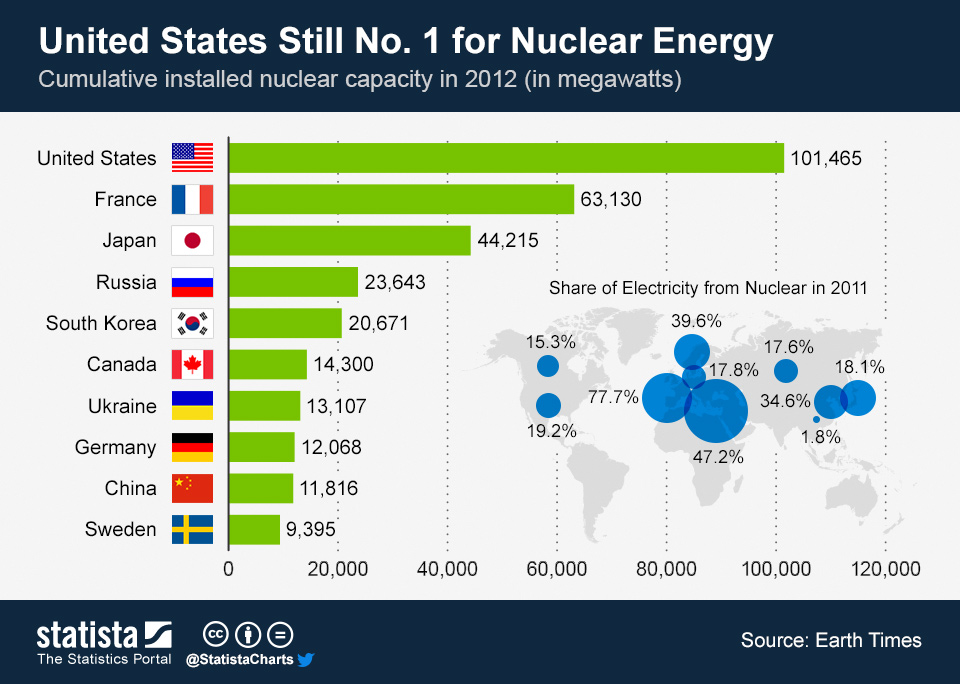 United States Still No. 1 for Nuclear Energy
Cumulative installed nuclear capacity in 2012 (in megawatts)
United States 101,465
France 63,130
Japan 44,215
Russia 23,643
South Korea 20,671
Canada 14,300
Ukraine 13,107
Germany 12,068
China 11,816
Sweden 9,395
0 20,000 40,000 60,000 80,000 100,000 120,000
Share of Electricity from Nuclear in 2011
39.6%
15.3%
17.6%
17.8%
18.1%
77.7%
34.6%
19.2%
1.8%
47.2%
statista
The Statistics Portal
cc
@StatistaCharts
Source: Earth Times